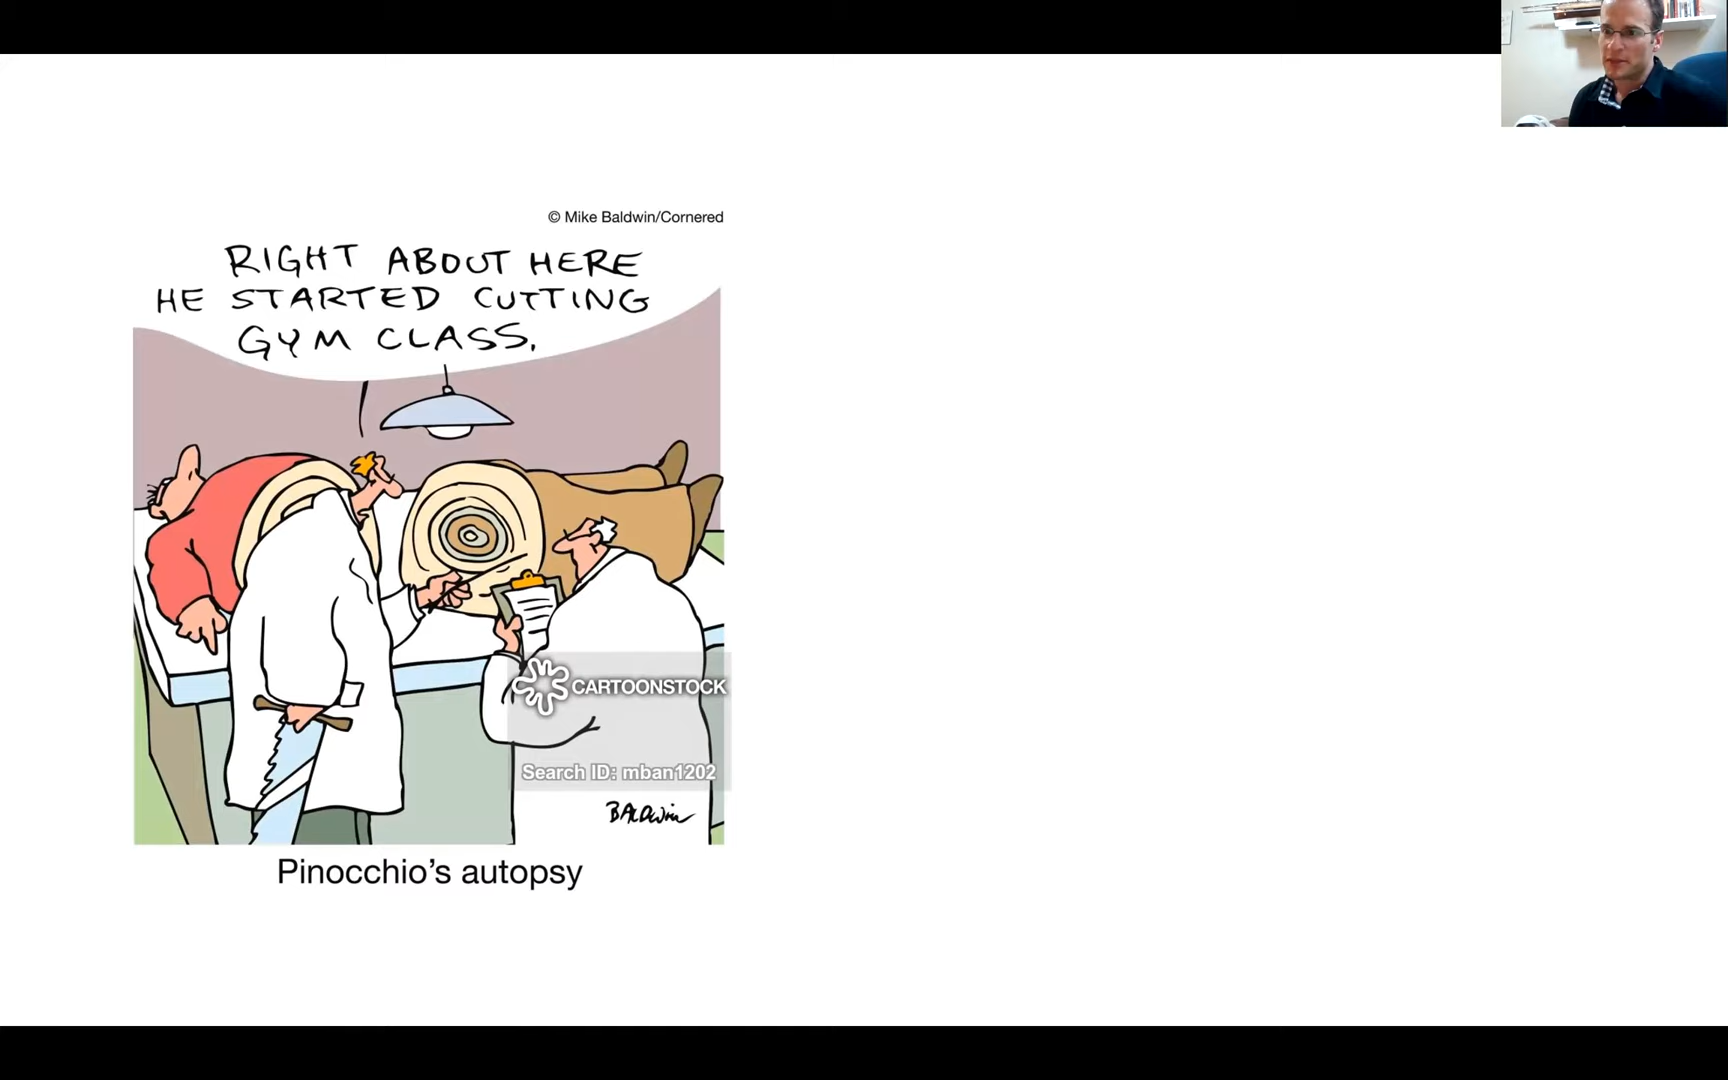 © Mike Baldwin/Cornered
RIGHT ABOUT HERE
HE STARTED CUTTING
GYM CLASS.
CARTOONSTOCK
Search ID: mban1202
BALDWIN
Pinocchio's autopsy